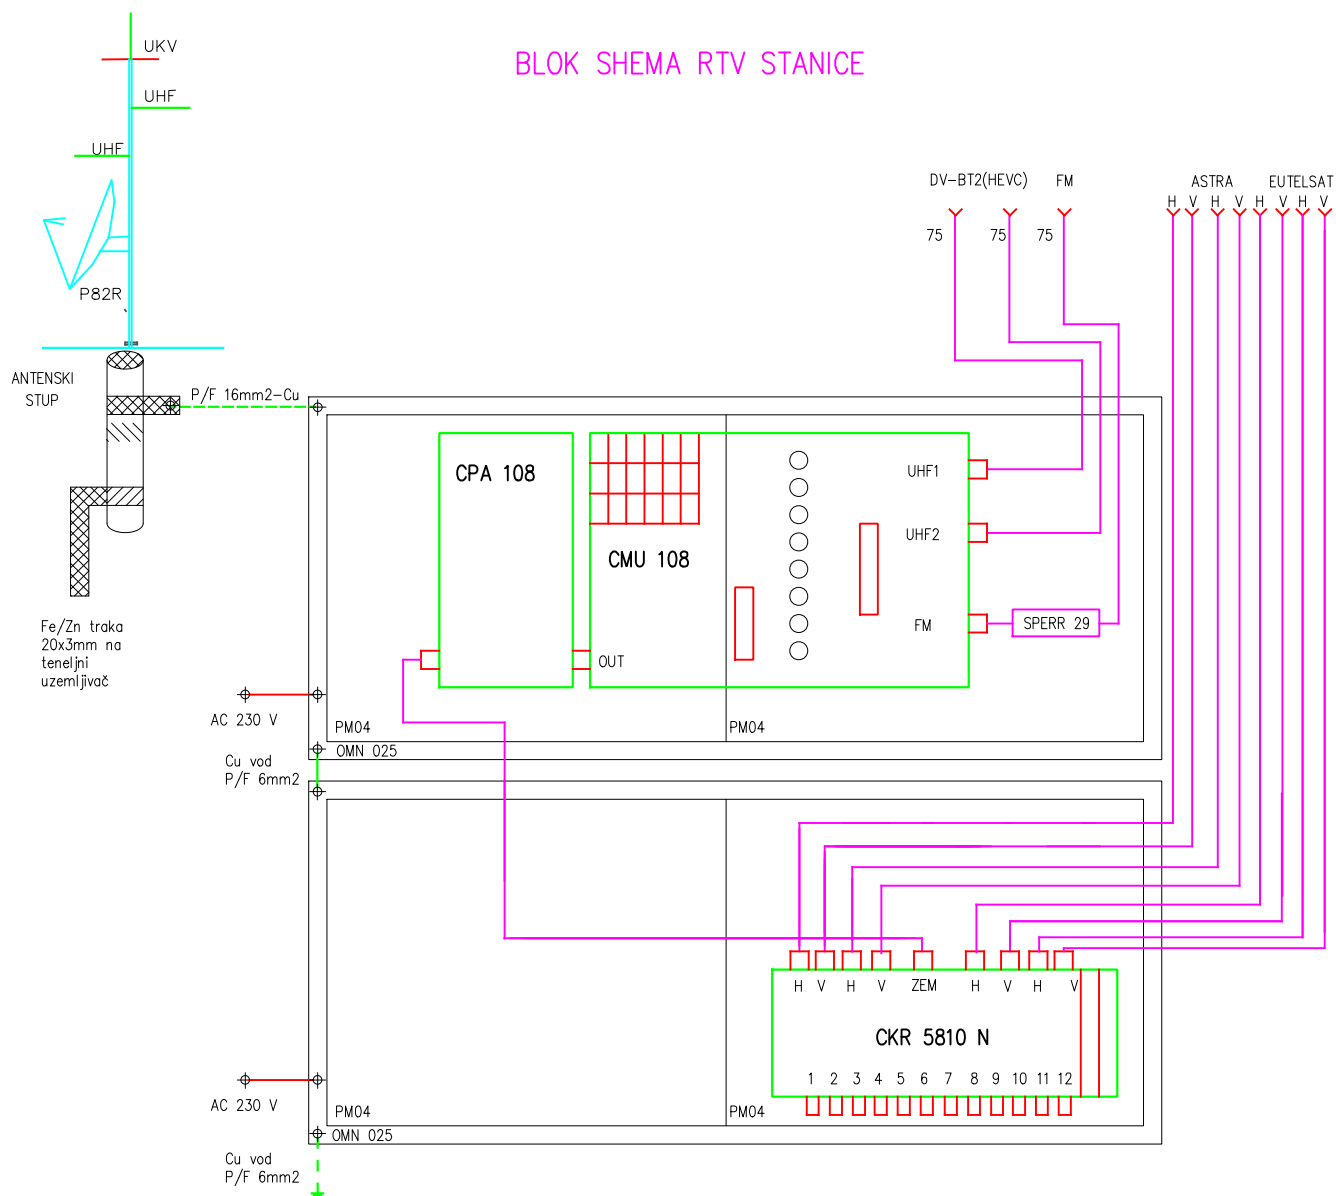 BLOK SHEMA RTV STANICE
UKV
UHF
UHF
P82R
ANTENSKI
STUP
P/F 16mm2-Cu
Fe/Zn traka
20x3mm na
teneljni
uzemljivač
DV-BT2(HEVC) FM
75 75 75
ASTRA EUTELSAT
H V H V H V H V
CPA 108
CMU 108
UHF1
UHF2
FM
SPERR 29
OUT
AC 230 V
PM04 PM04
OMN 025
Cu vod
P/F 6mm2
H V H V ZEM H V H V
CKR 5810 N
1 2 3 4 5 6 7 8 9 10 11 12
AC 230 V
PM04 PM04
OMN 025
Cu vod
P/F 6mm2